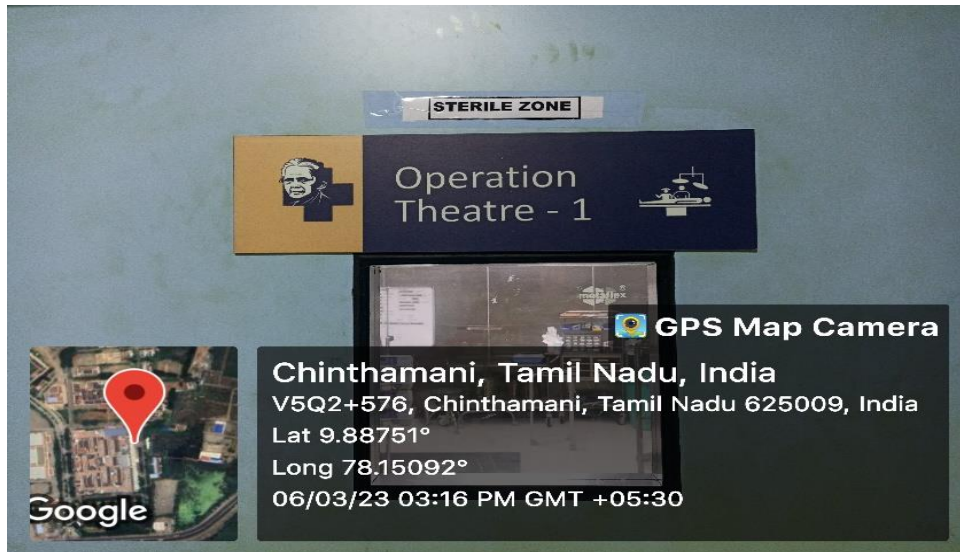 STERILE ZONE
Operation
Theatre - 1
metaflex
GPS Map Camera
Chinthamani, Tamil Nadu, India
V5Q2+576, Chinthamani, Tamil Nadu 625009, India
Lat 9.88751°
Long 78.15092°
06/03/23 03:16 PM GMT +05:30
Google